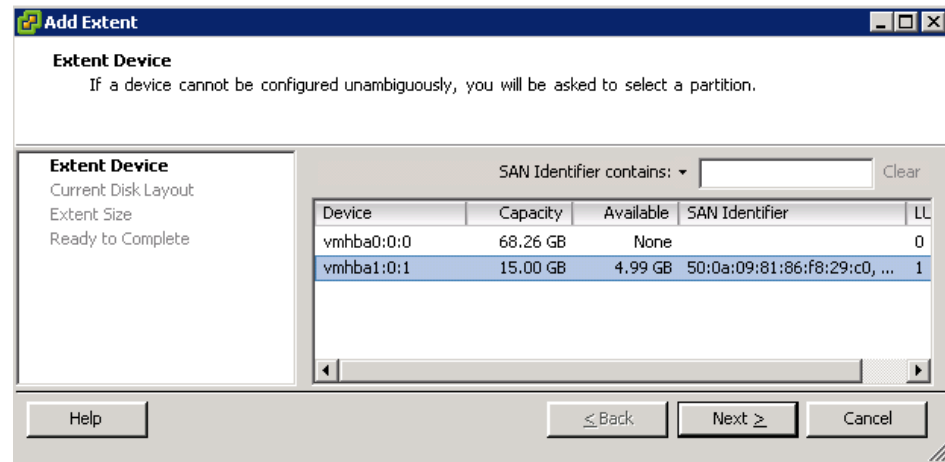 Add Extent
Extent Device
If a device cannot be configured unambiguously, you will be asked to select a partition.
Extent Device
Current Disk Layout
Extent Size
Ready to Complete
SAN Identifier contains: Clear
Device Capacity Available SAN Identifier LU
vmhba0:0:0 68.26 GB None 0
vmhba1:0:1 15.00 GB 4.99 GB 50:0a:09:81:86:f8:29:c0, ... 1
Help < Back Next > Cancel